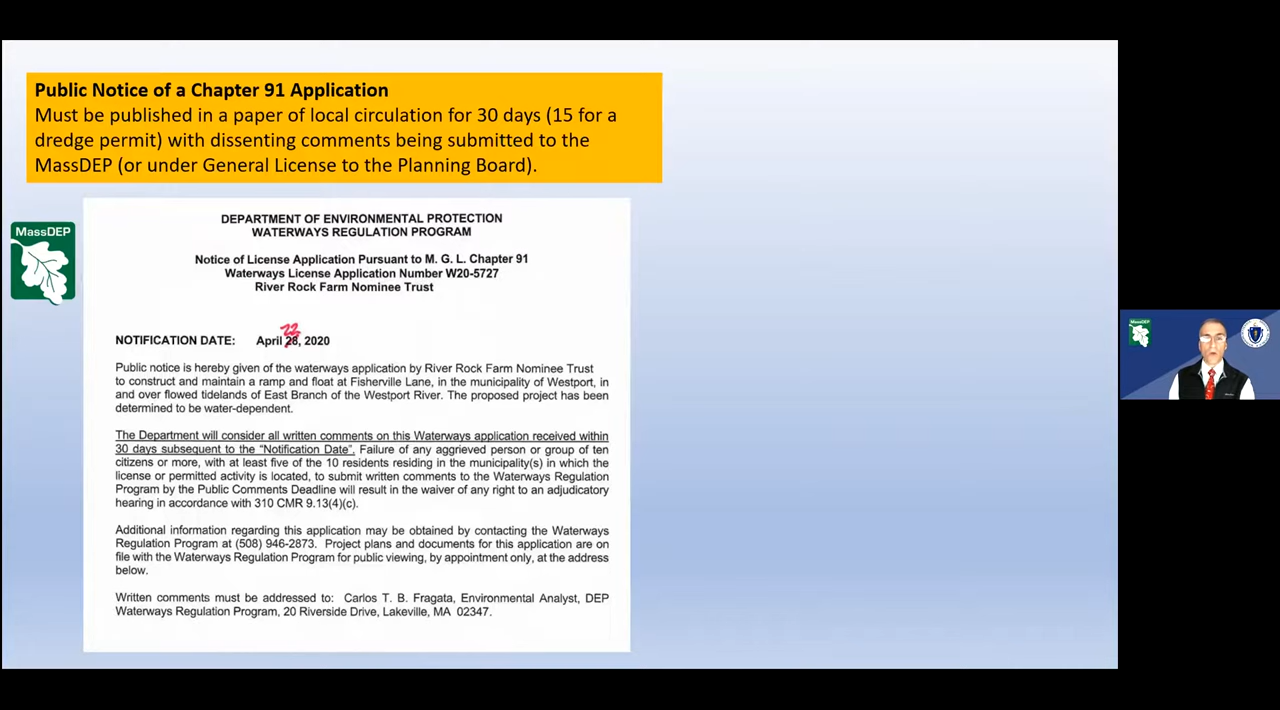 Public Notice of a Chapter 91 Application
Must be published in a paper of local circulation for 30 days (15 for a
dredge permit) with dissenting comments being submitted to the
MassDEP (or under General License to the Planning Board).
MassDEP
DEPARTMENT OF ENVIRONMENTAL PROTECTION
WATERWAYS REGULATION PROGRAM
Notice of License Application Pursuant to M. G. L. Chapter 91
Waterways License Application Number W20-5727
River Rock Farm Nominee Trust
22
NOTIFICATION DATE: April 28, 2020
Public notice is hereby given of the waterways application by River Rock Farm Nominee Trust
to construct and maintain a ramp and float at Fisherville Lane, in the municipality of Westport, in
and over flowed tidelands of East Branch of the Westport River. The proposed project has been
determined to be water-dependent.
The Department will consider all written comments on this Waterways application received within
30 days subsequent to the "Notification Date". Failure of any aggrieved person or group of ten
citizens or more, with at least five of the 10 residents residing in the municipality(s) in which the
license or permitted activity is located, to submit written comments to the Waterways Regulation
Program by the Public Comments Deadline will result in the waiver of any right to an adjudicatory
hearing in accordance with 310 CMR 9.13(4)(c).
Additional information regarding this application may be obtained by contacting the Waterways
Regulation Program at (508) 946-2873. Project plans and documents for this application are on
file with the Waterways Regulation Program for public viewing, by appointment only, at the address
below.
Written comments must be addressed to: Carlos T. B. Fragata, Environmental Analyst, DEP
Waterways Regulation Program, 20 Riverside Drive, Lakeville, MA 02347.
MassDEP